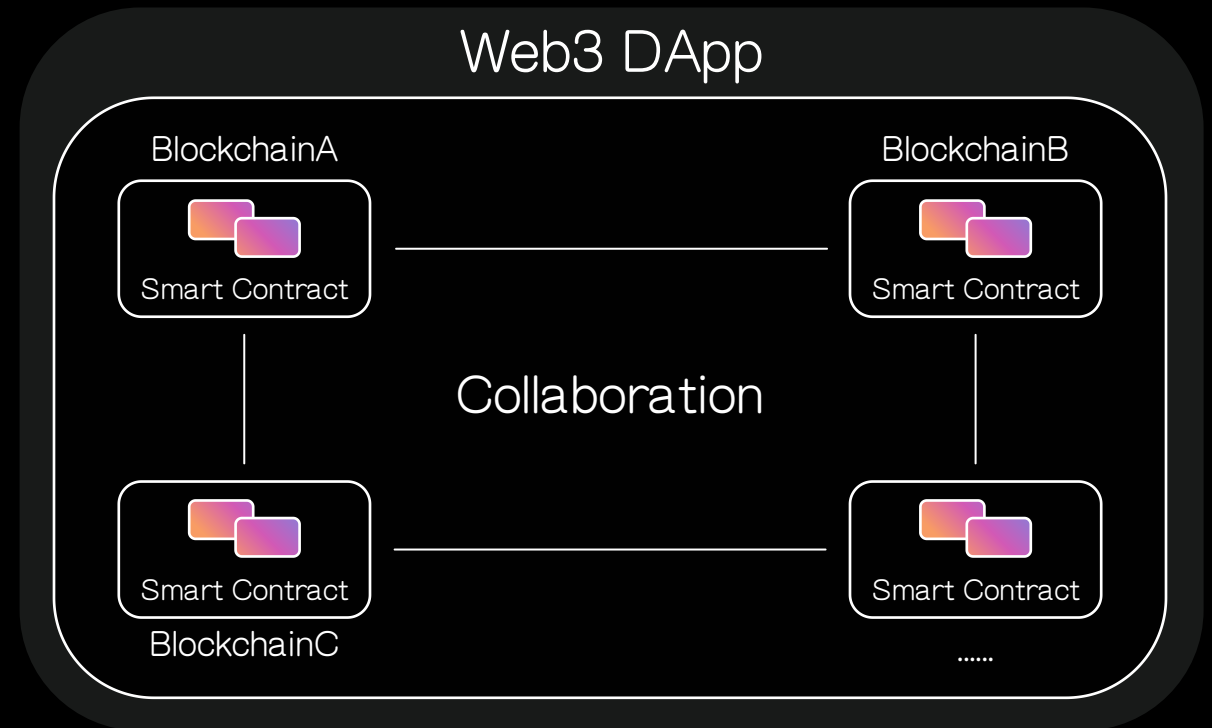 Web3 DApp
BlockchainA
BlockchainB
Smart Contract
Smart Contract
Collaboration
Smart Contract
Smart Contract
BlockchainC
......